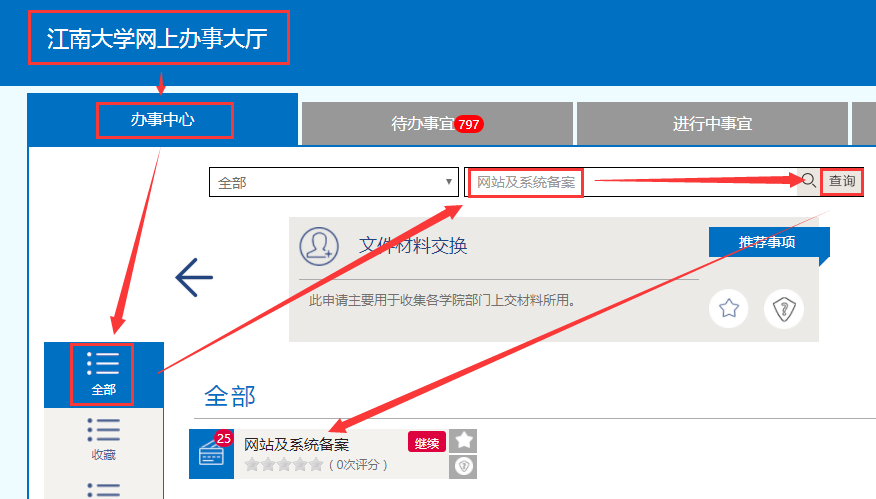 江南大学网上办事大厅
办事中心
待办事宜 797
进行中事宜
全部
网站及系统备案
查询
文件材料交换
推荐事项
此申请主要用于收集各学院部门上交材料所用。
全部
收藏
全部
25
网站及系统备案
继续
(0次评分)